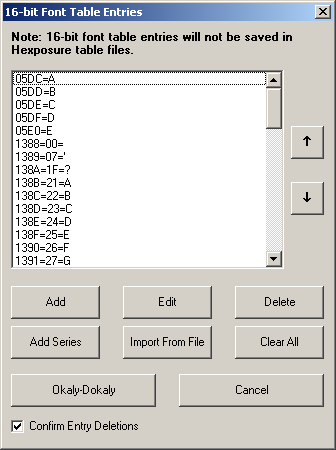 16-bit Font Table Entries
Note: 16-bit font table entries will not be saved in
Hexposure table files.
05DC=A
05DD=B
05DE=C
05DF=D
05E0=E
1388=00=
1389=07='
138A=1F=?
138B=21=A
138C=22=B
138D=23=C
138E=24=D
138F=25=E
1390=26=F
1391=27=G
Add
Edit
Delete
Add Series
Import From File
Clear All
Okaly-Dokaly
Cancel
Confirm Entry Deletions